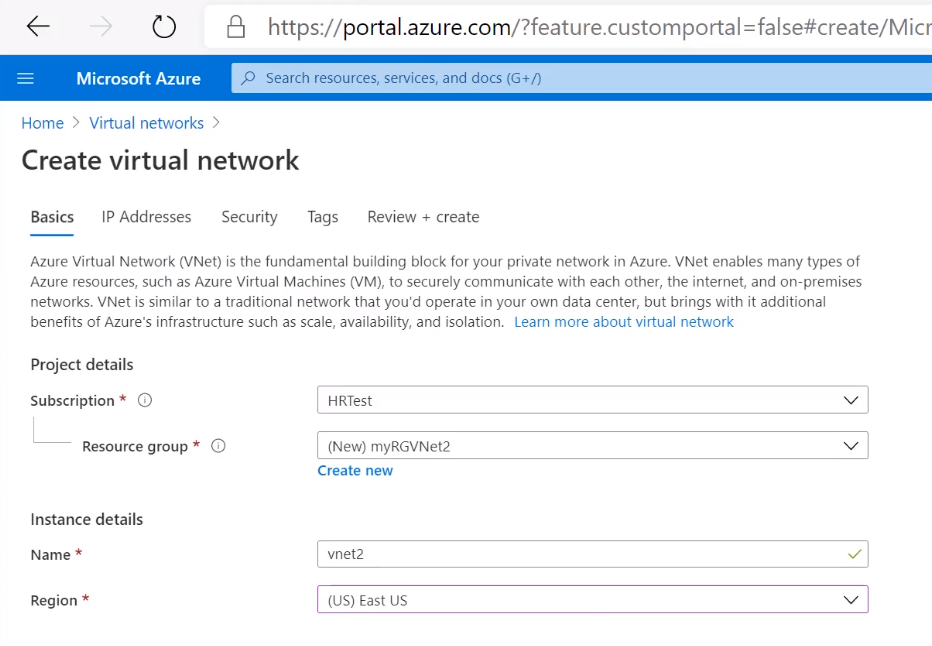 https://portal.azure.com/?feature.customportal=false#create/Micr
Microsoft Azure
Search resources, services, and docs (G+/)
Home > Virtual networks >
Create virtual network
Basics IP Addresses Security Tags Review + create
Azure Virtual Network (VNet) is the fundamental building block for your private network in Azure. VNet enables many types of
Azure resources, such as Azure Virtual Machines (VM), to securely communicate with each other, the internet, and on-premises
networks. VNet is similar to a traditional network that you'd operate in your own data center, but brings with it additional
benefits of Azure's infrastructure such as scale, availability, and isolation. Learn more about virtual network
Project details
Subscription * HRTest
Resource group * (New) myRGVNet2
Create new
Instance details
Name * vnet2
Region * (US) East US